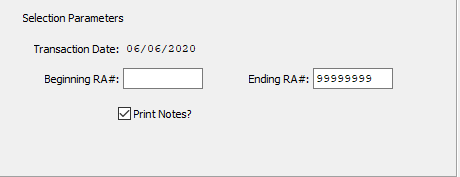 Selection Parameters
Transaction Date: 06/06/2020
Beginning RA#: Ending RA#: 99999999
Print Notes?